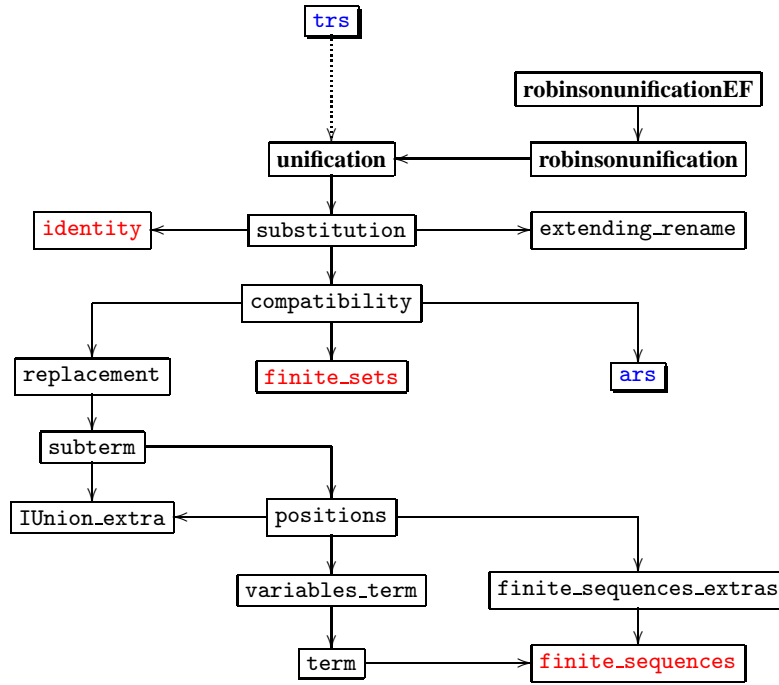 trs
robinsonunificationEF
unification
robinsonunification
identity
substitution
extending_rename
compatibility
replacement
finite_sets
ars
subterm
IUnion_extra
positions
variables_term
finite_sequences_extras
term
finite_sequences